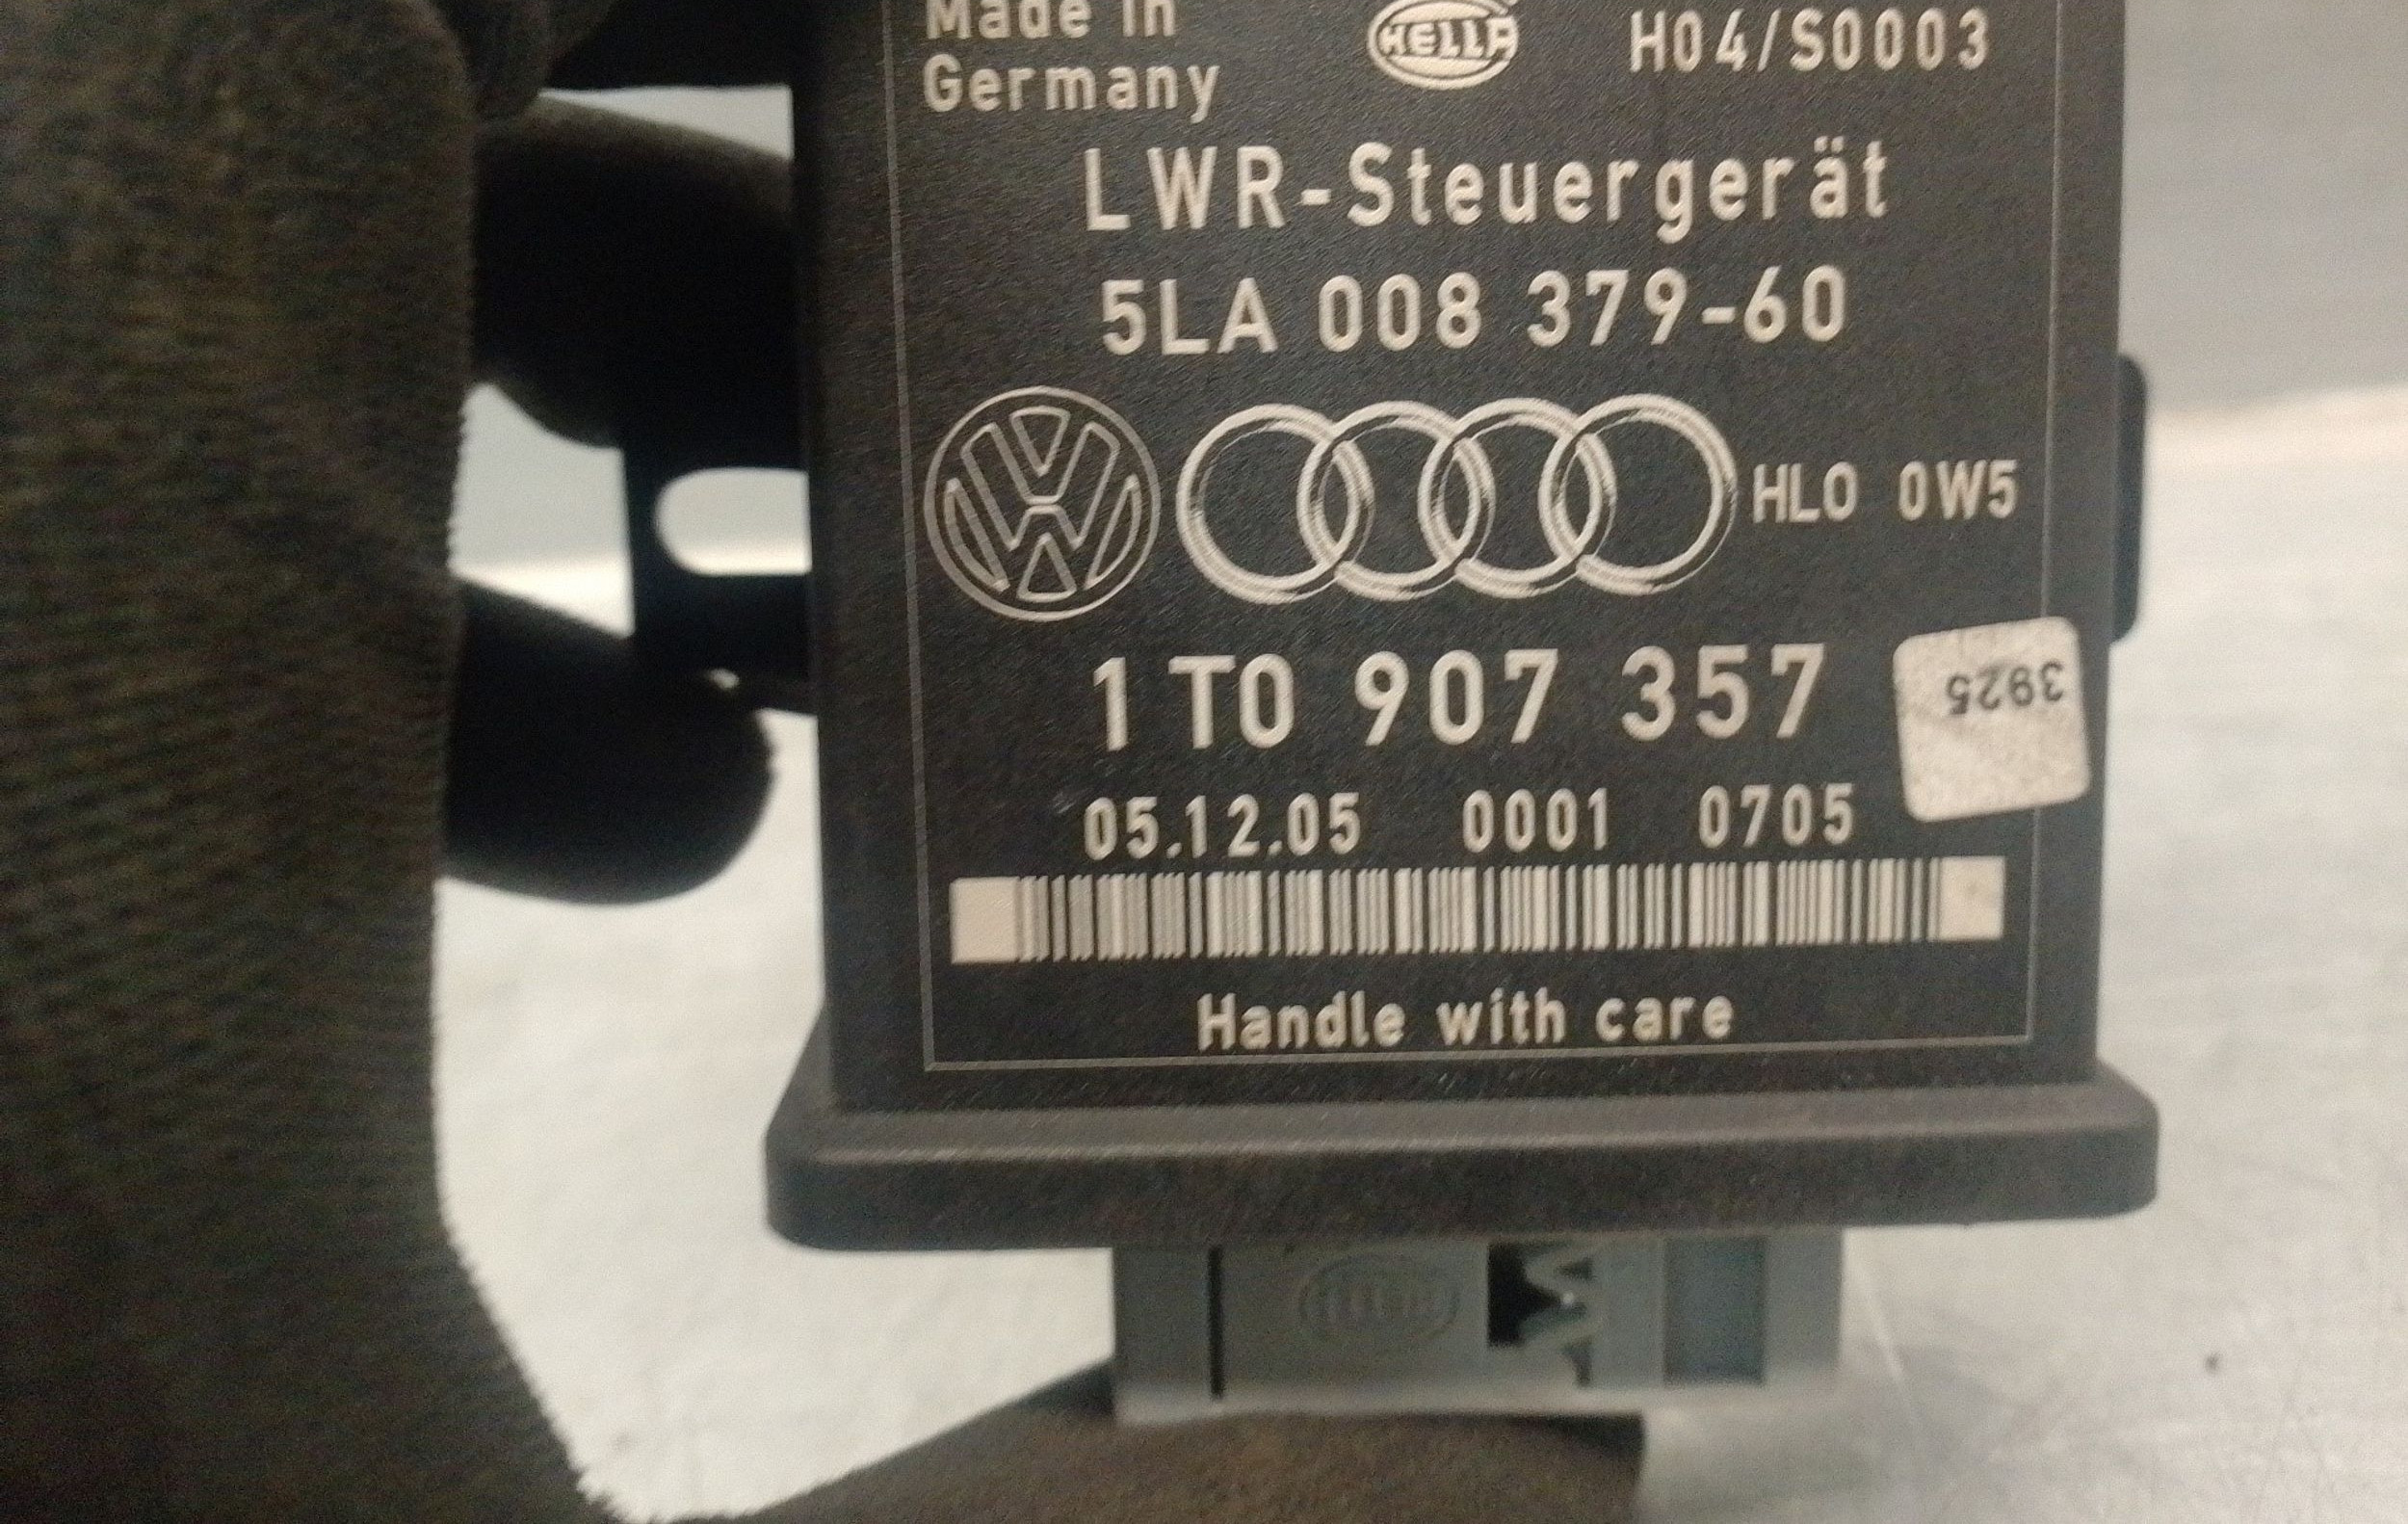 Made in
Germany
HELLA
H04/S0003
LWR-Steuergerät
5LA 008 379-60
HLO 0W5
1T0 907 357
3925
05.12.05 0001 0705
Handle with care
HELLA